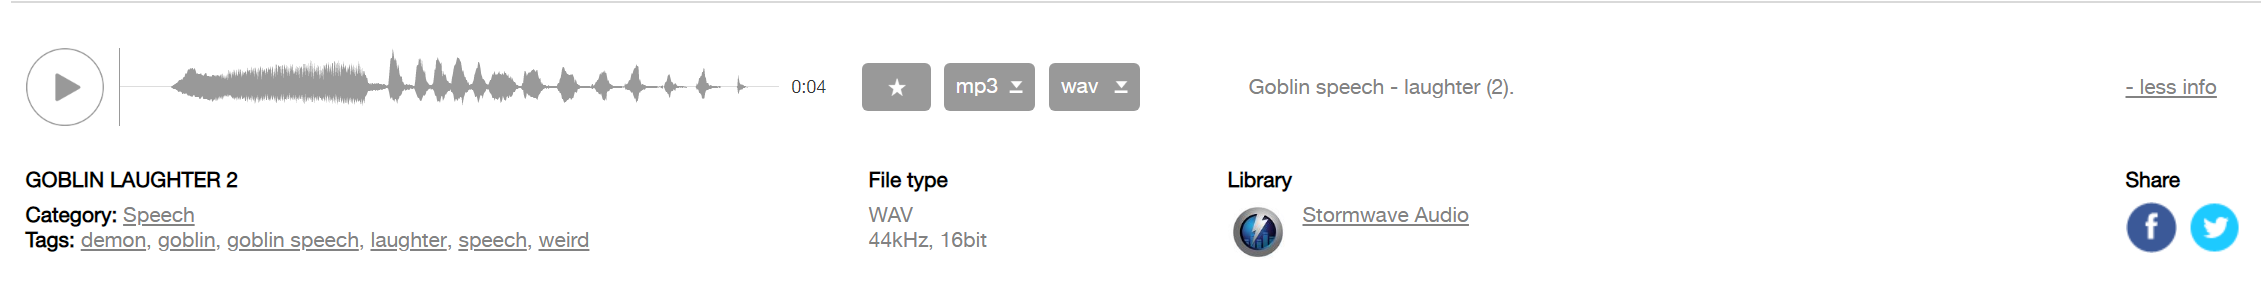 0:04 mp3 wav Goblin speech - laughter (2). - less info
GOBLIN LAUGHTER 2
Category: Speech
Tags: demon, goblin, goblin speech, laughter, speech, weird
File type
WAV
44kHz, 16bit
Library
Stormwave Audio
Share